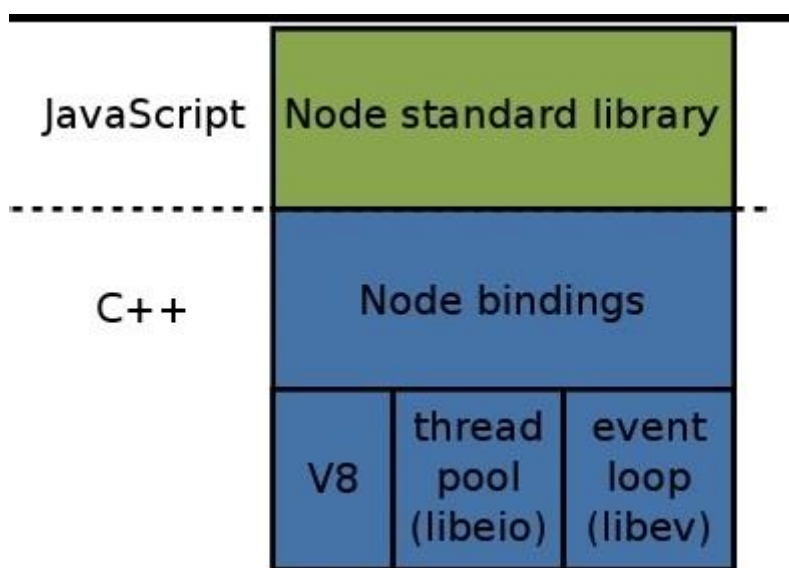 JavaScript
Node standard library
C++
Node bindings
V8
thread
pool
(libeio)
event
loop
(libev)